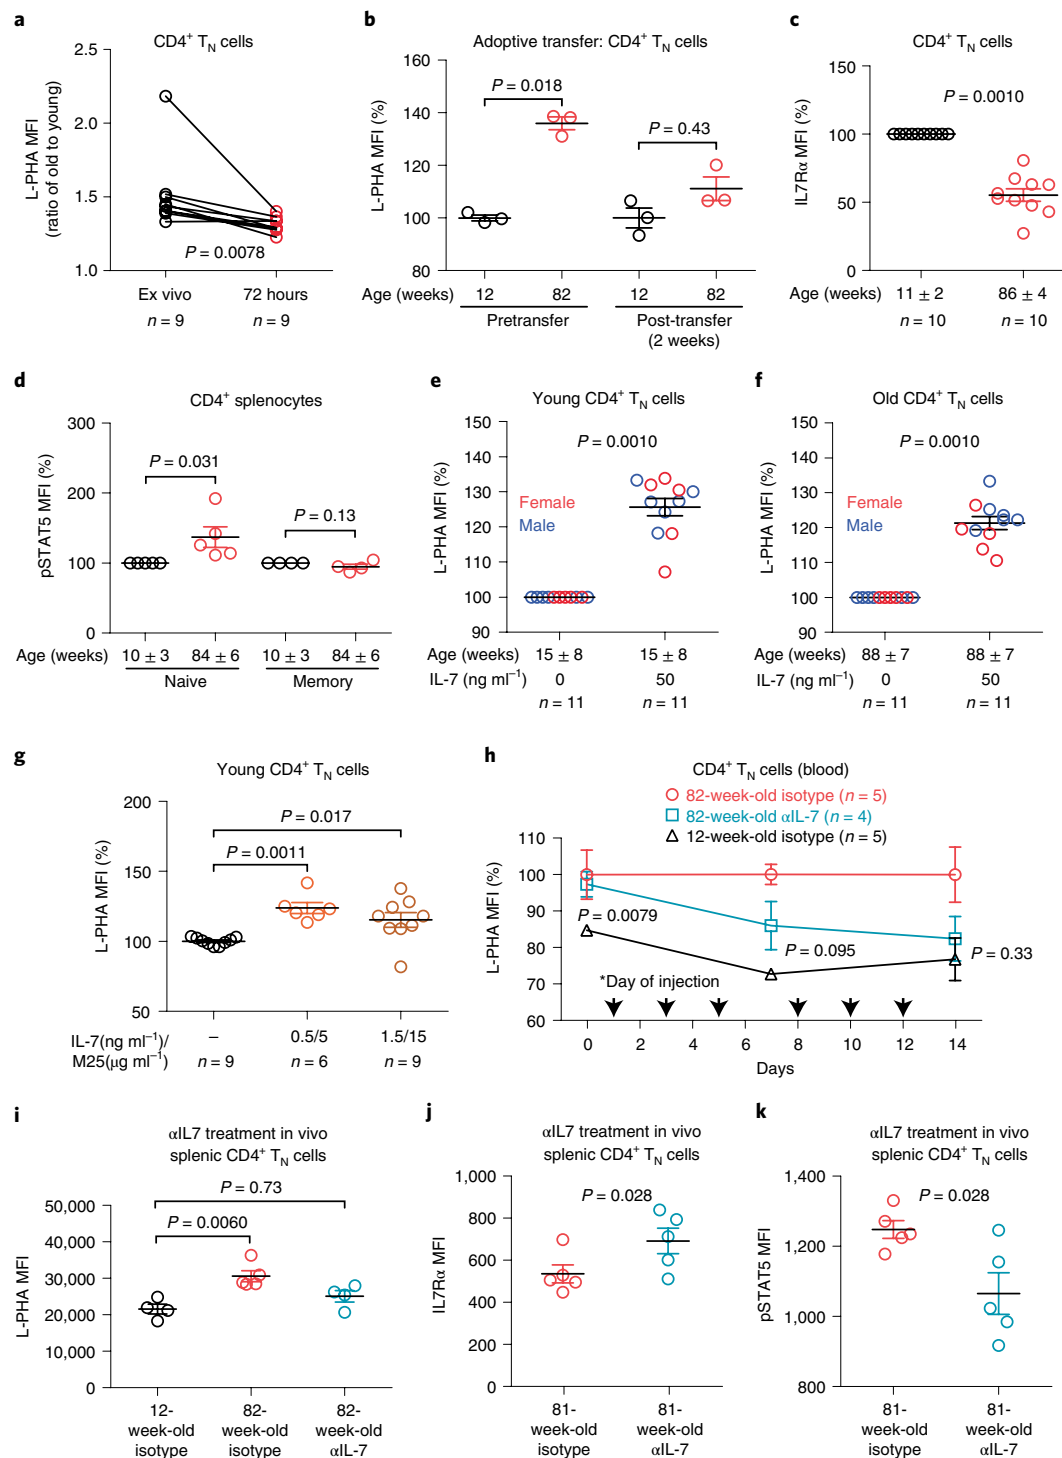 a
CD4⁺ T_N cells
L-PHA MFI
(ratio of old to young)
2.5
2.0
1.5
1.0
P = 0.0078
Ex vivo 72 hours
n = 9 n = 9
b
Adoptive transfer: CD4⁺ T_N cells
L-PHA MFI (%)
160
140
120
100
80
P = 0.018
P = 0.43
Age (weeks) 12 82 12 82
Pretransfer Post-transfer
(2 weeks)
c
CD4⁺ T_N cells
IL7Rα MFI (%)
150
100
50
0
P = 0.0010
Age (weeks) 11 ± 2 86 ± 4
n = 10 n = 10
d
CD4⁺ splenocytes
pSTAT5 MFI (%)
300
200
100
0
P = 0.031
P = 0.13
Age (weeks) 10 ± 3 84 ± 6 10 ± 3 84 ± 6
Naive Memory
e
Young CD4⁺ T_N cells
L-PHA MFI (%)
150
140
130
120
110
100
90
P = 0.0010
Female
Male
Age (weeks) 15 ± 8 15 ± 8
IL-7 (ng ml⁻¹) 0 50
n = 11 n = 11
f
Old CD4⁺ T_N cells
L-PHA MFI (%)
150
140
130
120
110
100
90
P = 0.0010
Female
Male
Age (weeks) 88 ± 7 88 ± 7
IL-7 (ng ml⁻¹) 0 50
n = 11 n = 11
g
Young CD4⁺ T_N cells
L-PHA MFI (%)
200
150
100
50
P = 0.017
P = 0.0011
IL-7(ng ml⁻¹)/ – 0.5/5 1.5/15
M25(μg ml⁻¹) n = 9 n = 6 n = 9
h
CD4⁺ T_N cells (blood)
82-week-old isotype (n = 5)
82-week-old αIL-7 (n = 4)
12-week-old isotype (n = 5)
L-PHA MFI (%)
110
100
90
80
70
60
P = 0.0079
P = 0.095
P = 0.33
*Day of injection
0 2 4 6 8 10 12 14
Days
i
αIL7 treatment in vivo
splenic CD4⁺ T_N cells
L-PHA MFI
50,000
40,000
30,000
20,000
10,000
0
P = 0.73
P = 0.0060
12- 82- 82-
week-old week-old week-old
isotype isotype αIL-7
j
αIL7 treatment in vivo
splenic CD4⁺ T_N cells
IL7Rα MFI
1,000
800
600
400
200
0
P = 0.028
81- 81-
week-old week-old
isotype αIL-7
k
αIL7 treatment in vivo
splenic CD4⁺ T_N cells
pSTAT5 MFI
1,400
1,200
1,000
800
P = 0.028
81- 81-
week-old week-old
isotype αIL-7